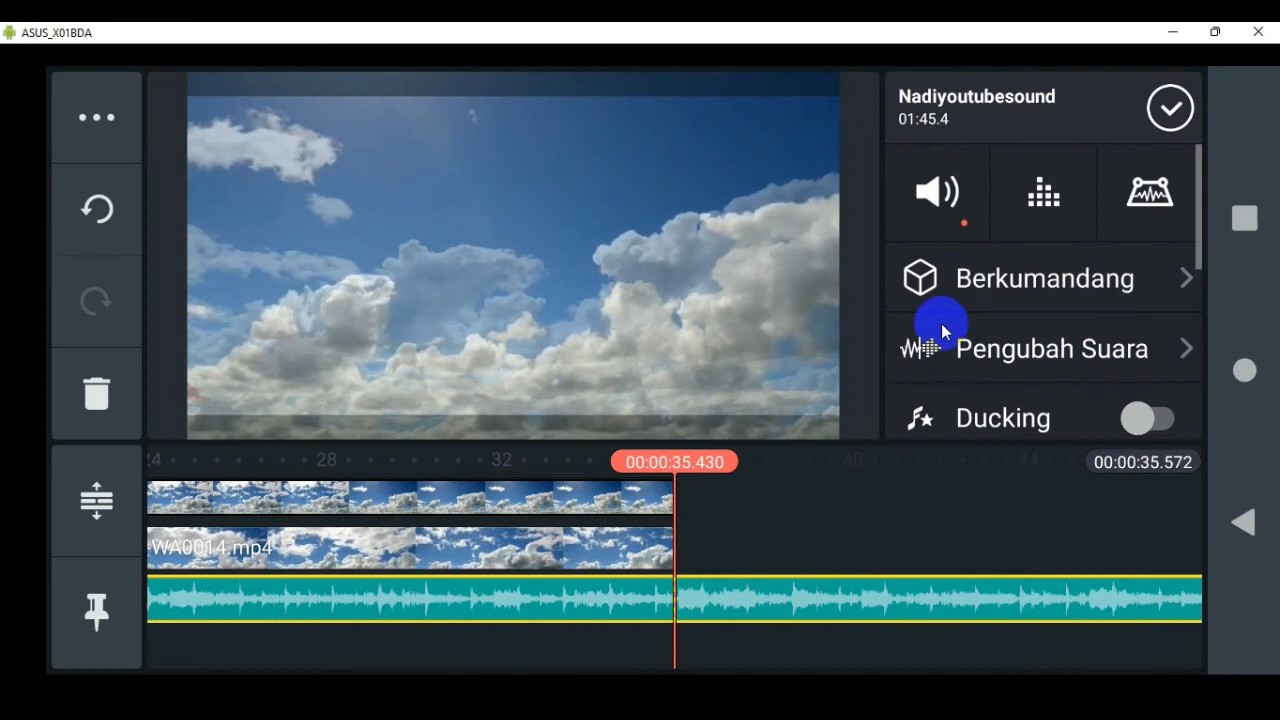 ASUS_X01BDA
Nadiyoutubesound
01:45.4
Berkumandang
Pengubah Suara
Ducking
24 28 32 00:00:35.430 40 44 00:00:35.572
WA0014.mp4